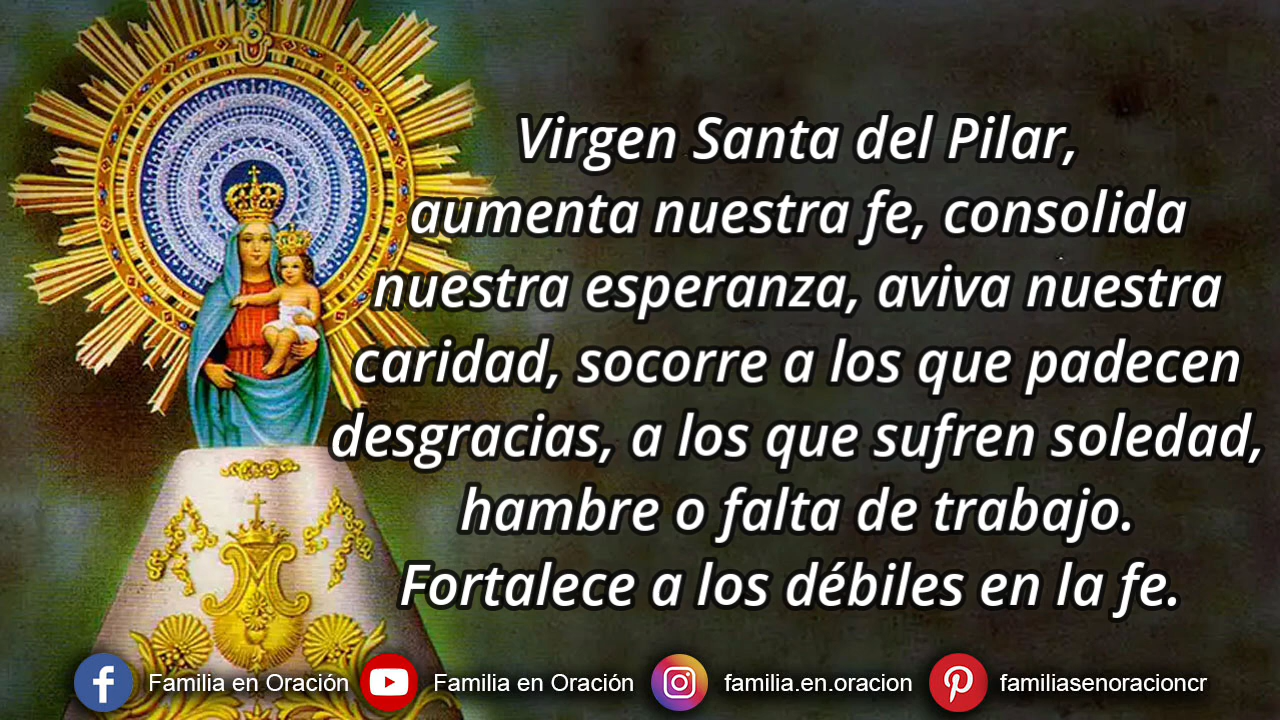 Virgen Santa del Pilar,
aumenta nuestra fe, consolida
nuestra esperanza, aviva nuestra
caridad, socorre a los que padecen
desgracias, a los que sufren soledad,
hambre o falta de trabajo.
Fortalece a los débiles en la fe.
Familia en Oración
Familia en Oración
familia.en.oracion
familiasenoracioncr